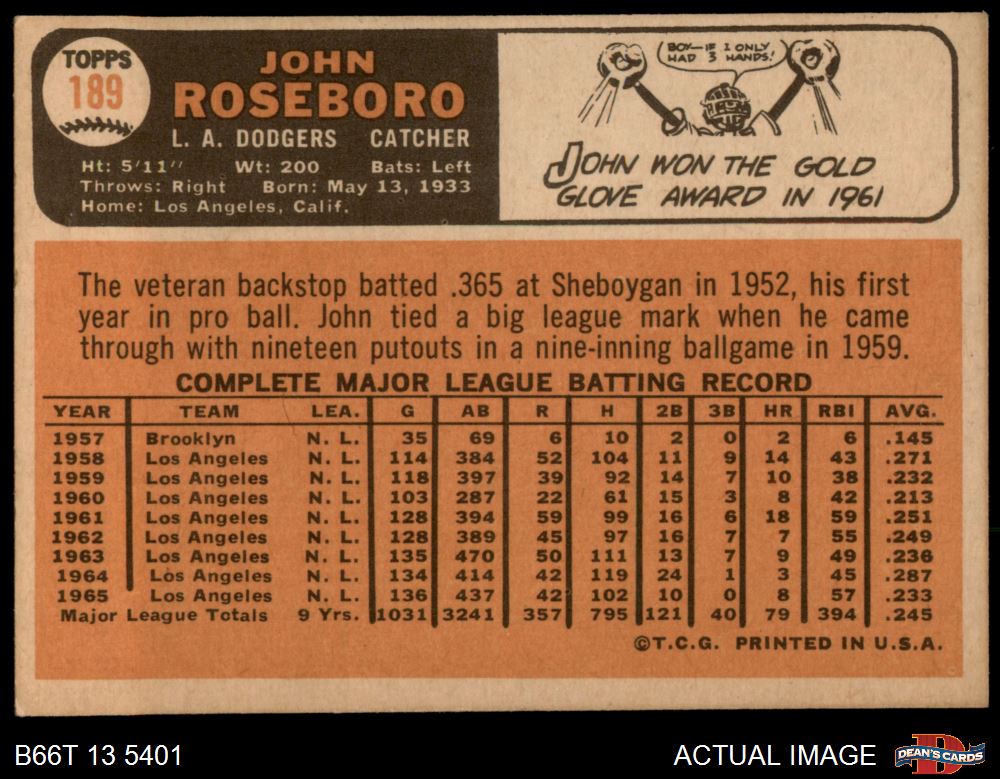 TOPPS
189
JOHN
ROSEBORO
L. A. DODGERS CATCHER
Ht: 5'11" Wt: 200 Bats: Left
Throws: Right Born: May 13, 1933
Home: Los Angeles, Calif.
BOY—IF I ONLY
HAD 3 HANDS!
JOHN WON THE GOLD
GLOVE AWARD IN 1961
The veteran backstop batted .365 at Sheboygan in 1952, his first
year in pro ball. John tied a big league mark when he came
through with nineteen putouts in a nine-inning ballgame in 1959.
COMPLETE MAJOR LEAGUE BATTING RECORD
YEAR TEAM LEA. G AB R H 2B 3B HR RBI AVG.
1957 Brooklyn N. L. 35 69 6 10 2 0 2 6 .145
1958 Los Angeles N. L. 114 384 52 104 11 9 14 43 .271
1959 Los Angeles N. L. 118 397 39 92 14 7 10 38 .232
1960 Los Angeles N. L. 103 287 22 61 15 3 8 42 .213
1961 Los Angeles N. L. 128 394 59 99 16 6 18 59 .251
1962 Los Angeles N. L. 128 389 45 97 16 7 7 55 .249
1963 Los Angeles N. L. 135 470 50 111 13 7 9 49 .236
1964 Los Angeles N. L. 134 414 42 119 24 1 3 45 .287
1965 Los Angeles N. L. 136 437 42 102 10 0 8 57 .233
Major League Totals 9 Yrs. 1031 3241 357 795 121 40 79 394 .245
©T.C.G. PRINTED IN U.S.A.
B66T 13 5401
ACTUAL IMAGE
D
DEAN'S CARDS